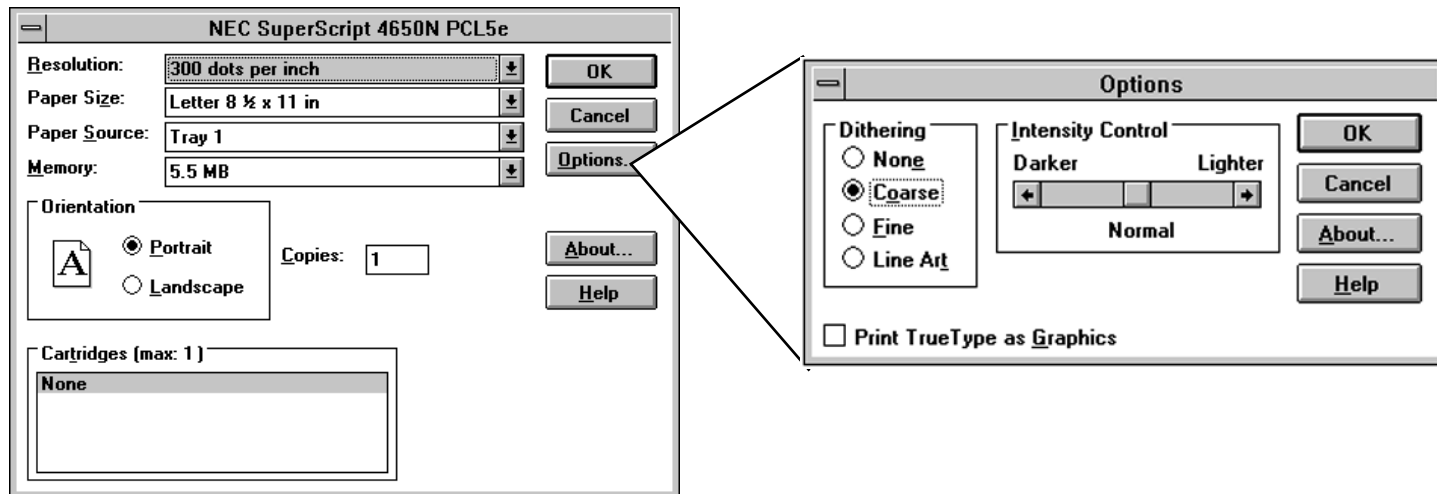 NEC SuperScript 4650N PCL5e
Resolution: 300 dots per inch
Paper Size: Letter 8 ½ x 11 in
Paper Source: Tray 1
Memory: 5.5 MB
OK
Cancel
Options...
About...
Help
Orientation
A
Portrait
Landscape
Copies: 1
Cartridges (max: 1 )
None
Options
Dithering
None
Coarse
Fine
Line Art
Intensity Control
Darker Lighter
Normal
OK
Cancel
About...
Help
Print TrueType as Graphics